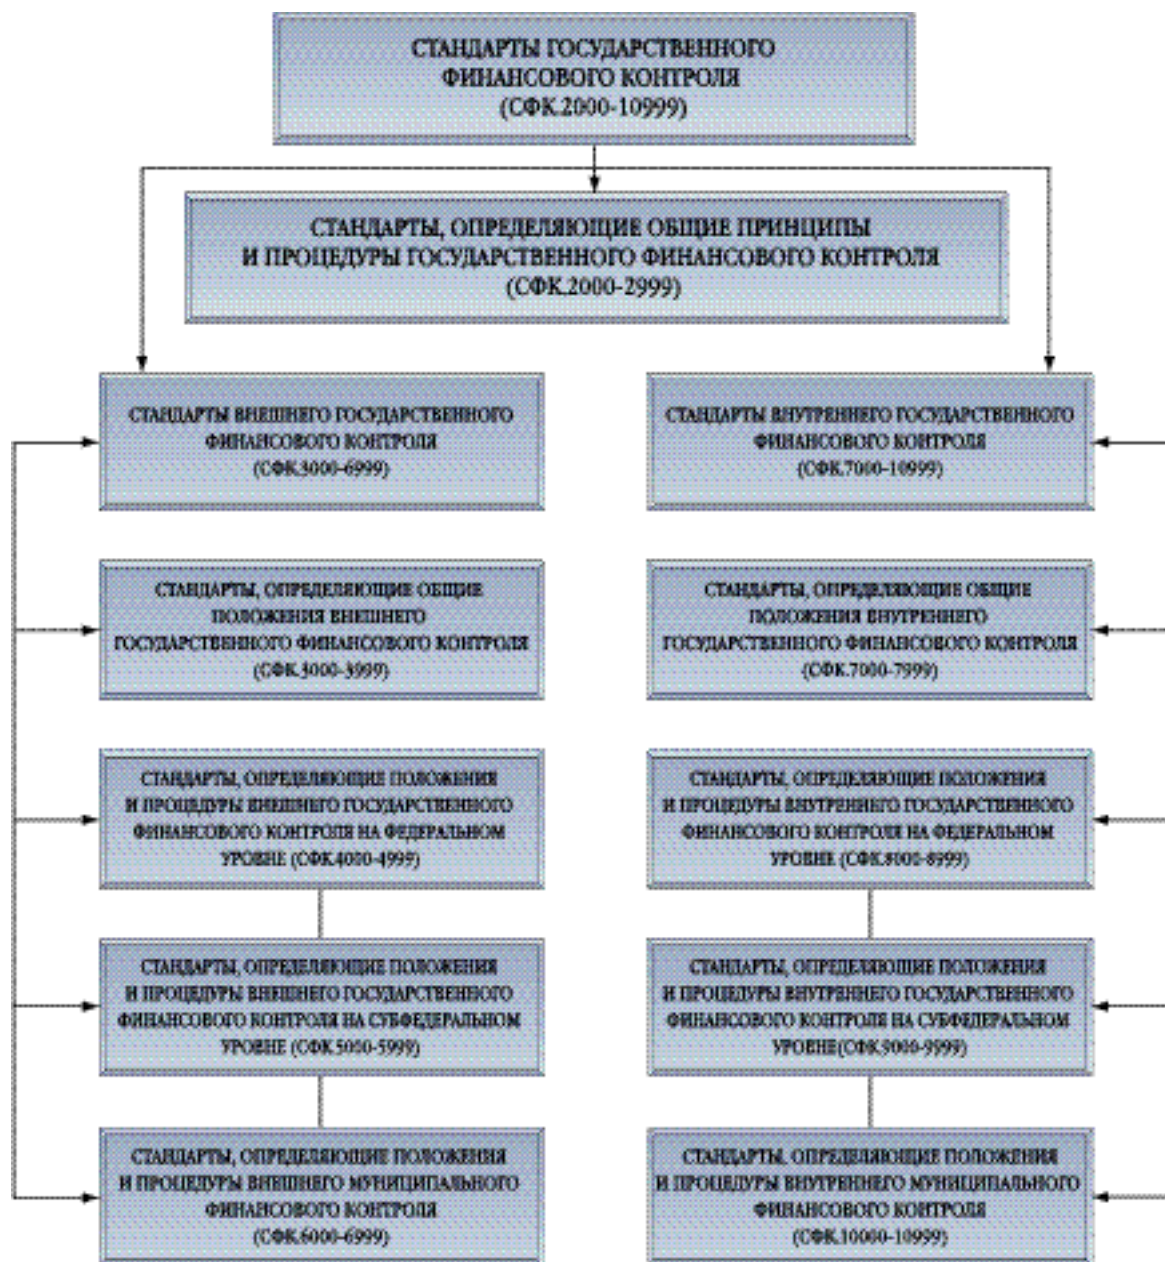 СТАНДАРТЫ ГОСУДАРСТВЕННОГО
ФИНАНСОВОГО КОНТРОЛЯ
(СФК.2000-10999)
СТАНДАРТЫ, ОПРЕДЕЛЯЮЩИЕ ОБЩИЕ ПРИНЦИПЫ
И ПРОЦЕДУРЫ ГОСУДАРСТВЕННОГО ФИНАНСОВОГО КОНТРОЛЯ
(СФК.2000-2999)
СТАНДАРТЫ ВНЕШНЕГО ГОСУДАРСТВЕННОГО
ФИНАНСОВОГО КОНТРОЛЯ
(СФК.3000-6999)
СТАНДАРТЫ ВНУТРЕННЕГО ГОСУДАРСТВЕННОГО
ФИНАНСОВОГО КОНТРОЛЯ
(СФК.7000-10999)
СТАНДАРТЫ, ОПРЕДЕЛЯЮЩИЕ ОБЩИЕ
ПОЛОЖЕНИЯ ВНЕШНЕГО
ГОСУДАРСТВЕННОГО ФИНАНСОВОГО КОНТРОЛЯ
(СФК.3000-3999)
СТАНДАРТЫ, ОПРЕДЕЛЯЮЩИЕ ОБЩИЕ
ПОЛОЖЕНИЯ ВНУТРЕННЕГО
ГОСУДАРСТВЕННОГО ФИНАНСОВОГО КОНТРОЛЯ
(СФК.7000-7999)
СТАНДАРТЫ, ОПРЕДЕЛЯЮЩИЕ ПОЛОЖЕНИЯ
И ПРОЦЕДУРЫ ВНЕШНЕГО ГОСУДАРСТВЕННОГО
ФИНАНСОВОГО КОНТРОЛЯ НА ФЕДЕРАЛЬНОМ
УРОВНЕ (СФК.4000-4999)
СТАНДАРТЫ, ОПРЕДЕЛЯЮЩИЕ ПОЛОЖЕНИЯ
И ПРОЦЕДУРЫ ВНУТРЕННЕГО ГОСУДАРСТВЕННОГО
ФИНАНСОВОГО КОНТРОЛЯ НА ФЕДЕРАЛЬНОМ
УРОВНЕ (СФК.8000-8999)
СТАНДАРТЫ, ОПРЕДЕЛЯЮЩИЕ ПОЛОЖЕНИЯ
И ПРОЦЕДУРЫ ВНЕШНЕГО ГОСУДАРСТВЕННОГО
ФИНАНСОВОГО КОНТРОЛЯ НА СУБФЕДЕРАЛЬНОМ
УРОВНЕ (СФК.5000-5999)
СТАНДАРТЫ, ОПРЕДЕЛЯЮЩИЕ ПОЛОЖЕНИЯ
И ПРОЦЕДУРЫ ВНУТРЕННЕГО ГОСУДАРСТВЕННОГО
ФИНАНСОВОГО КОНТРОЛЯ НА СУБФЕДЕРАЛЬНОМ
УРОВНЕ(СФК.9000-9999)
СТАНДАРТЫ, ОПРЕДЕЛЯЮЩИЕ ПОЛОЖЕНИЯ
И ПРОЦЕДУРЫ ВНЕШНЕГО МУНИЦИПАЛЬНОГО
ФИНАНСОВОГО КОНТРОЛЯ
(СФК.6000-6999)
СТАНДАРТЫ, ОПРЕДЕЛЯЮЩИЕ ПОЛОЖЕНИЯ
И ПРОЦЕДУРЫ ВНУТРЕННЕГО МУНИЦИПАЛЬНОГО
ФИНАНСОВОГО КОНТРОЛЯ
(СФК.10000-10999)